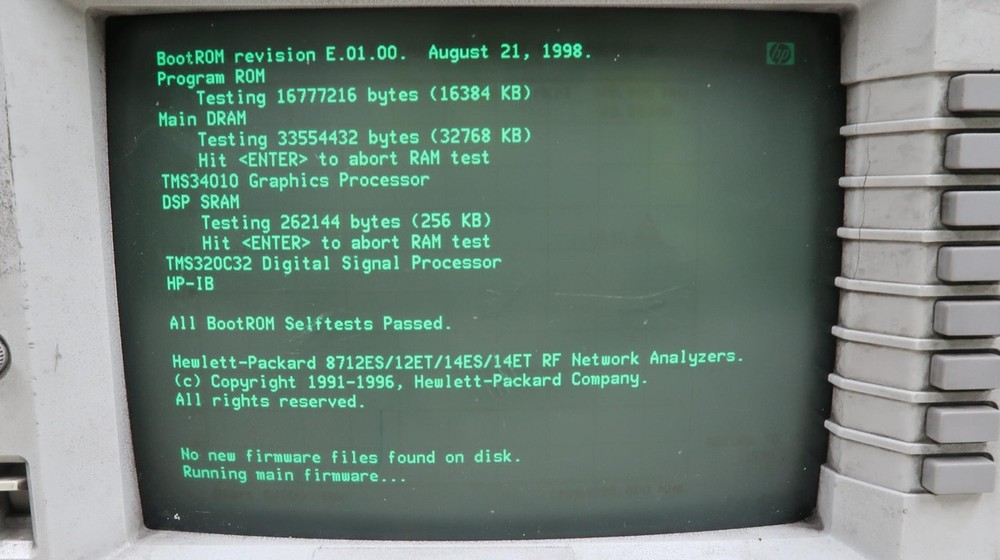 BootROM revision E.01.00. August 21, 1998.
hp
Program ROM
Testing 16777216 bytes (16384 KB)
Main DRAM
Testing 33554432 bytes (32768 KB)
Hit <ENTER> to abort RAM test
TMS34010 Graphics Processor
DSP SRAM
Testing 262144 bytes (256 KB)
Hit <ENTER> to abort RAM test
TMS320C32 Digital Signal Processor
HP-IB
All BootROM Selftests Passed.
Hewlett-Packard 8712ES/12ET/14ES/14ET RF Network Analyzers.
(c) Copyright 1991-1996, Hewlett-Packard Company.
All rights reserved.
No new firmware files found on disk.
Running main firmware...